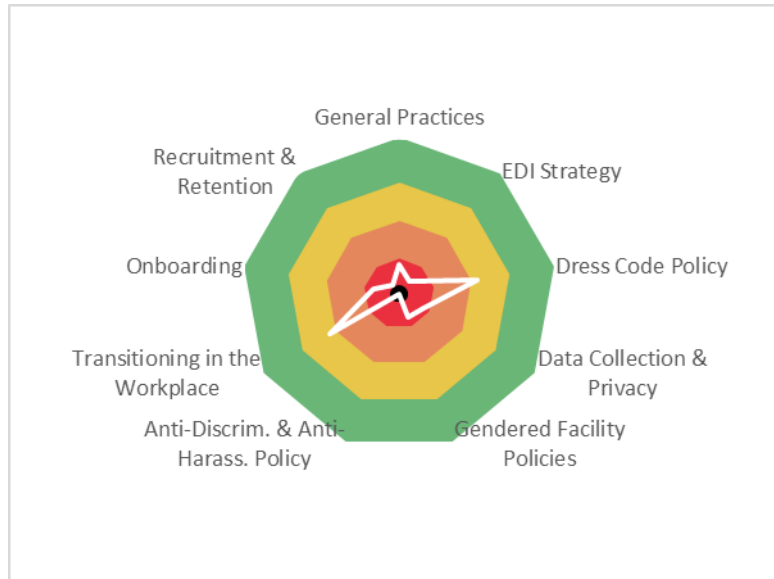 General Practices
Recruitment &
Retention
EDI Strategy
Onboarding
Dress Code Policy
Transitioning in the
Workplace
Data Collection &
Privacy
Anti-Discrim. & Anti-
Harass. Policy
Gendered Facility
Policies